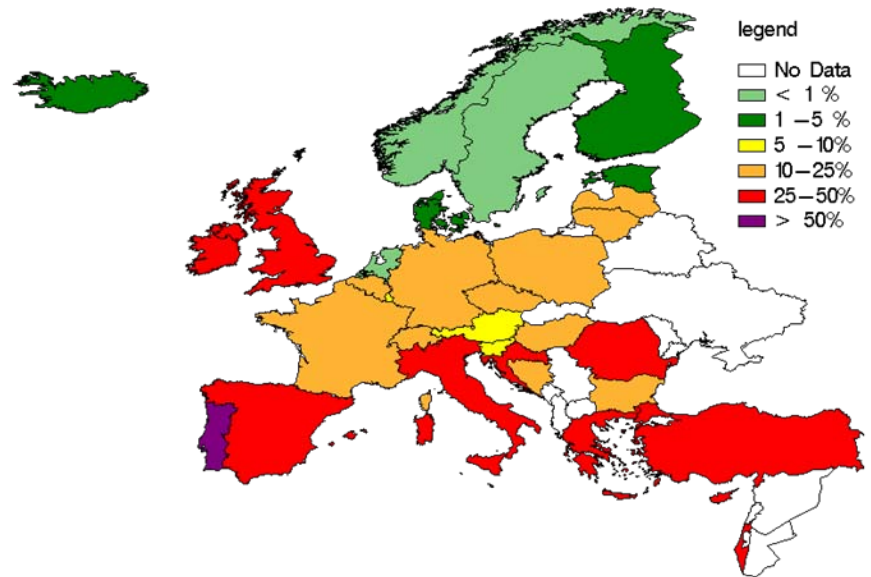 legend
No Data
< 1 %
1 –5 %
5 –10%
10–25%
25–50%
> 50%